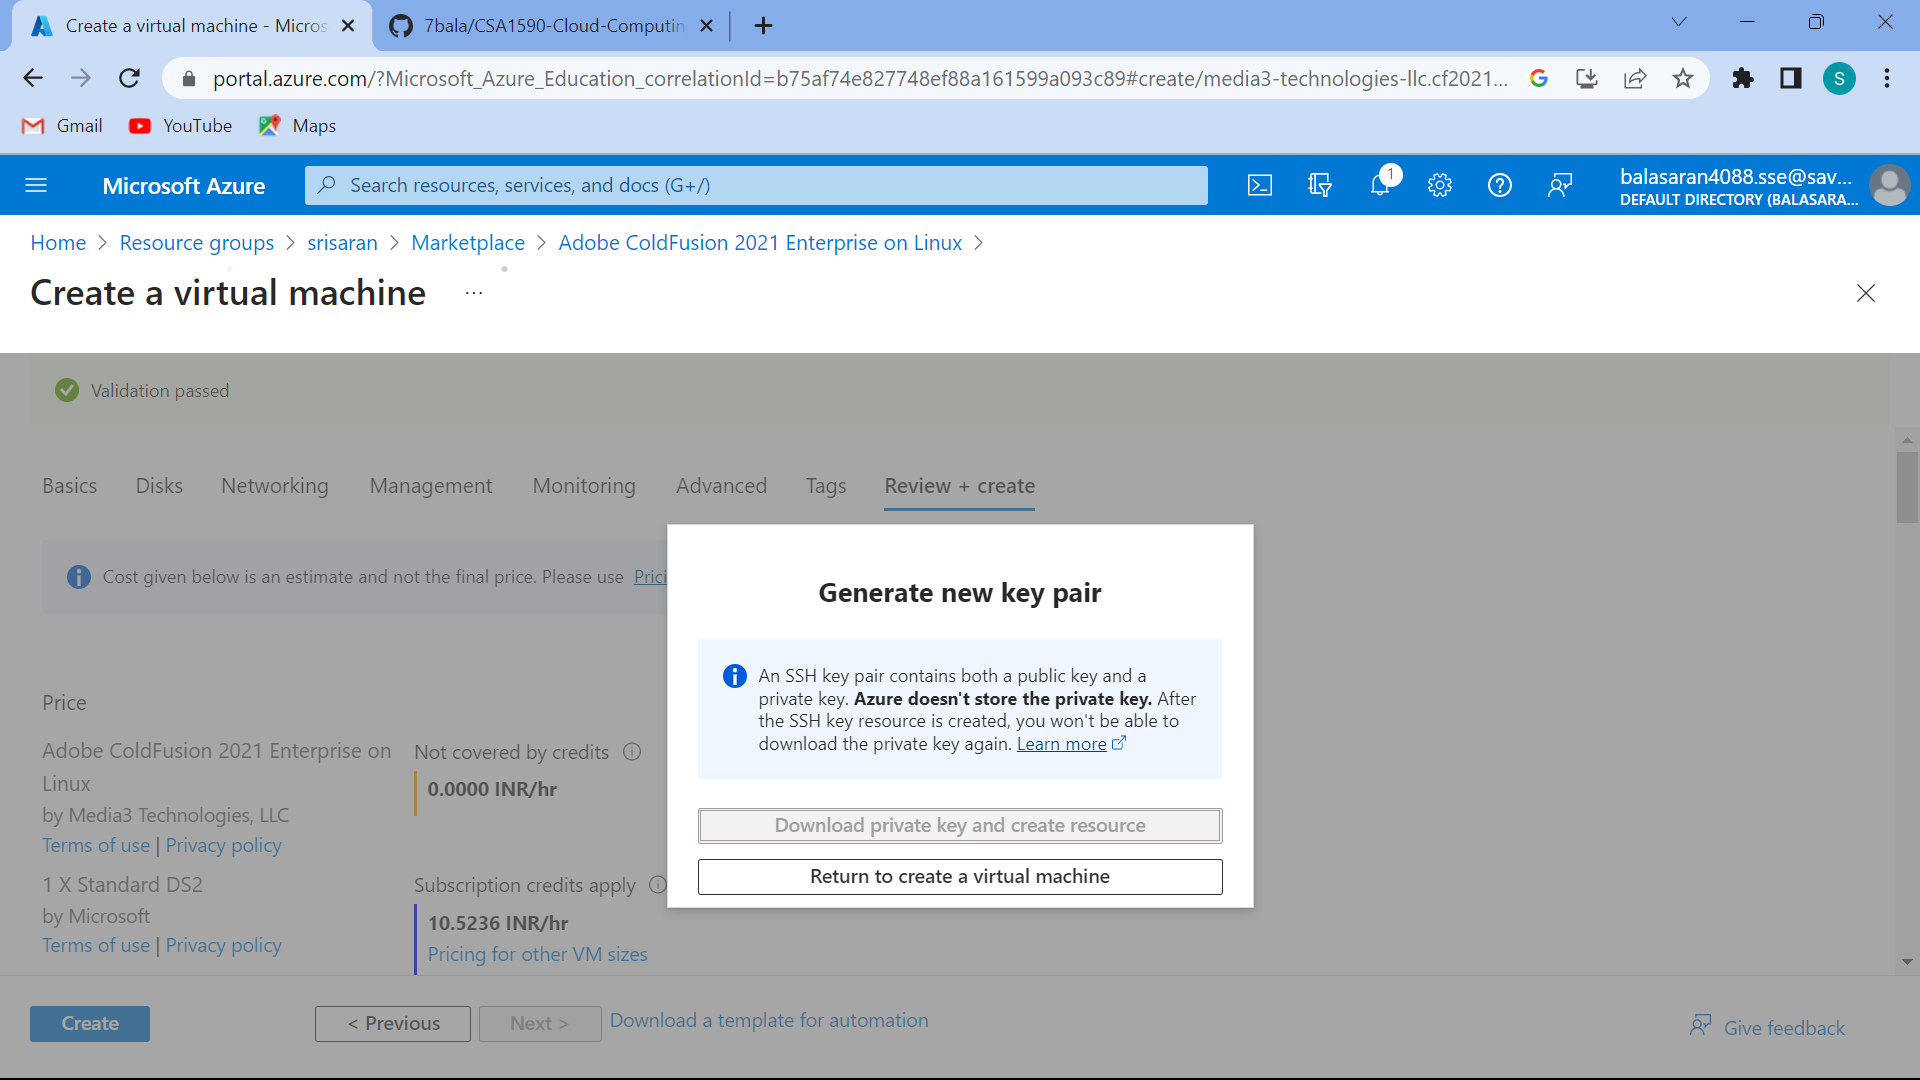 Create a virtual machine - Micros
7bala/CSA1590-Cloud-Computin
portal.azure.com/?Microsoft_Azure_Education_correlationId=b75af74e827748ef88a161599a093c89#create/media3-technologies-llc.cf2021...
S
Gmail
YouTube
Maps
Microsoft Azure
Search resources, services, and docs (G+/)
1
balasaran4088.sse@sav...
DEFAULT DIRECTORY (BALASARA...
Home > Resource groups > srisaran > Marketplace > Adobe ColdFusion 2021 Enterprise on Linux >
Create a virtual machine ...
Validation passed
Basics Disks Networking Management Monitoring Advanced Tags Review + create
Cost given below is an estimate and not the final price. Please use Prici
Generate new key pair
An SSH key pair contains both a public key and a
private key. Azure doesn't store the private key. After
the SSH key resource is created, you won't be able to
download the private key again. Learn more
Download private key and create resource
Return to create a virtual machine
Price
Adobe ColdFusion 2021 Enterprise on
Linux
by Media3 Technologies, LLC
Terms of use | Privacy policy
Not covered by credits
0.0000 INR/hr
1 X Standard DS2
by Microsoft
Terms of use | Privacy policy
Subscription credits apply
10.5236 INR/hr
Pricing for other VM sizes
Create
< Previous
Next >
Download a template for automation
Give feedback